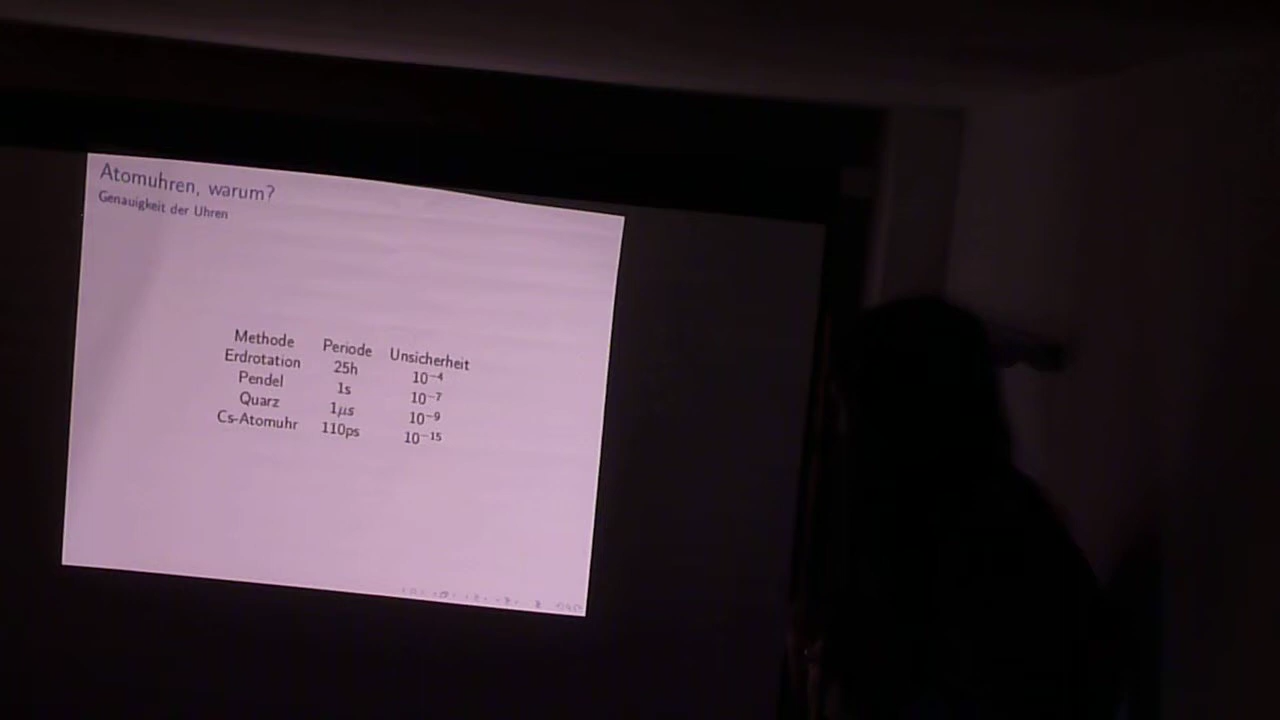 Atomuhren, warum?
Genauigkeit der Uhren
Methode Periode Unsicherheit
Erdrotation 25h 10⁻⁴
Pendel 1s 10⁻⁷
Quarz 1μs 10⁻⁹
Cs-Atomuhr 110ps 10⁻¹⁵